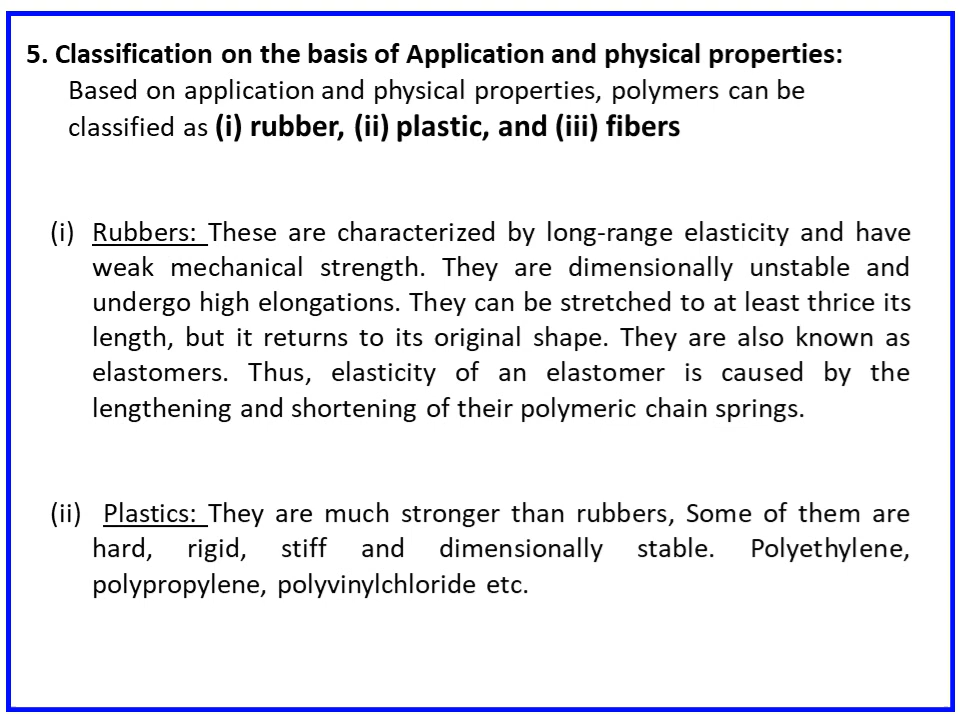 5. Classification on the basis of Application and physical properties:
Based on application and physical properties, polymers can be
classified as (i) rubber, (ii) plastic, and (iii) fibers
(i) Rubbers: These are characterized by long-range elasticity and have
weak mechanical strength. They are dimensionally unstable and
undergo high elongations. They can be stretched to at least thrice its
length, but it returns to its original shape. They are also known as
elastomers. Thus, elasticity of an elastomer is caused by the
lengthening and shortening of their polymeric chain springs.
(ii) Plastics: They are much stronger than rubbers, Some of them are
hard, rigid, stiff and dimensionally stable. Polyethylene,
polypropylene, polyvinylchloride etc.